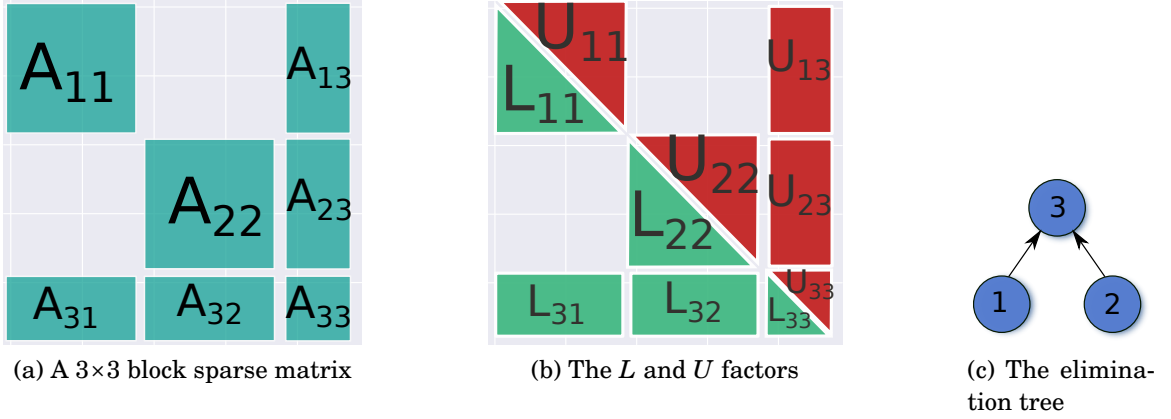 A11
A13
A22
A23
A31
A32
A33
(a) A 3×3 block sparse matrix
U11
U13
L11
U22
U23
L22
L31
L32
U33
L33
(b) The L and U factors
3
1
2
(c) The elimina-
tion tree